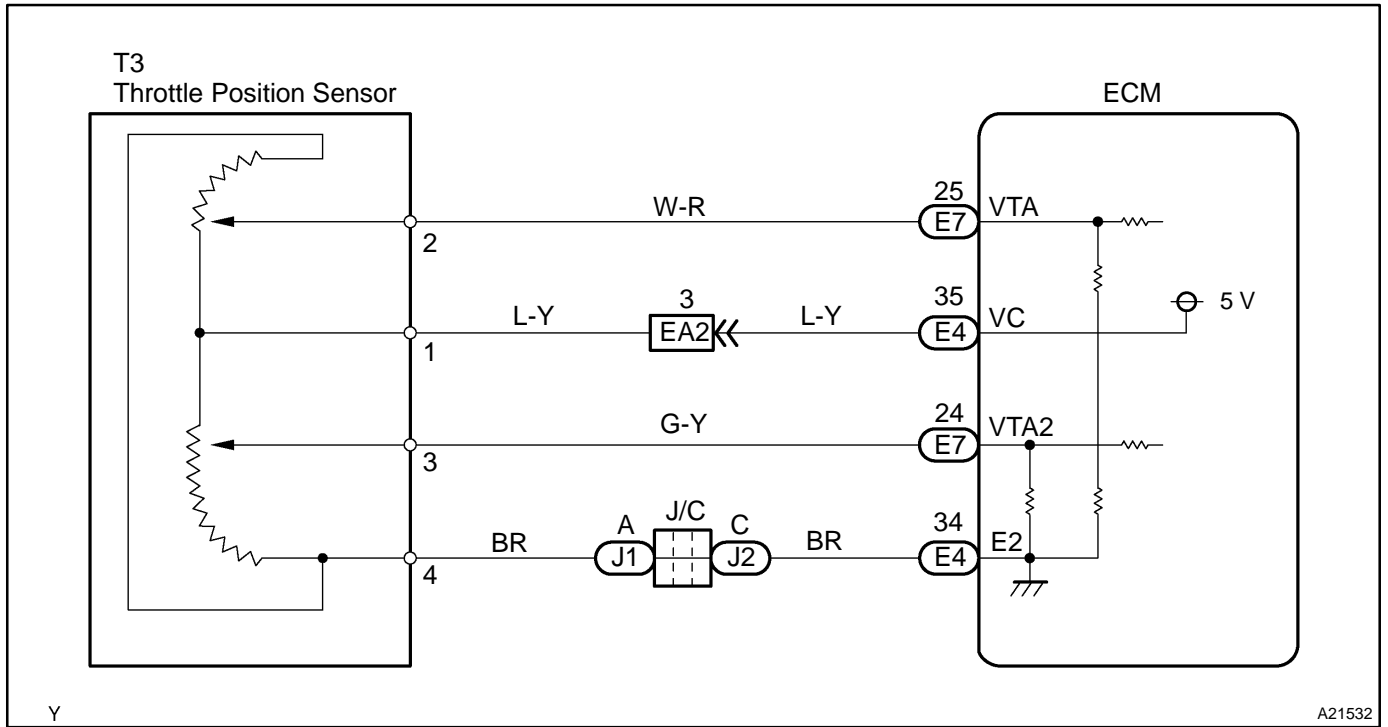 T3
Throttle Position Sensor
ECM
2
W-R
25
E7
VTA
1
L-Y
3
EA2
L-Y
35
E4
VC
5 V
3
G-Y
24
E7
VTA2
4
BR
A
J1
J/C
C
J2
BR
34
E4
E2
Y
A21532